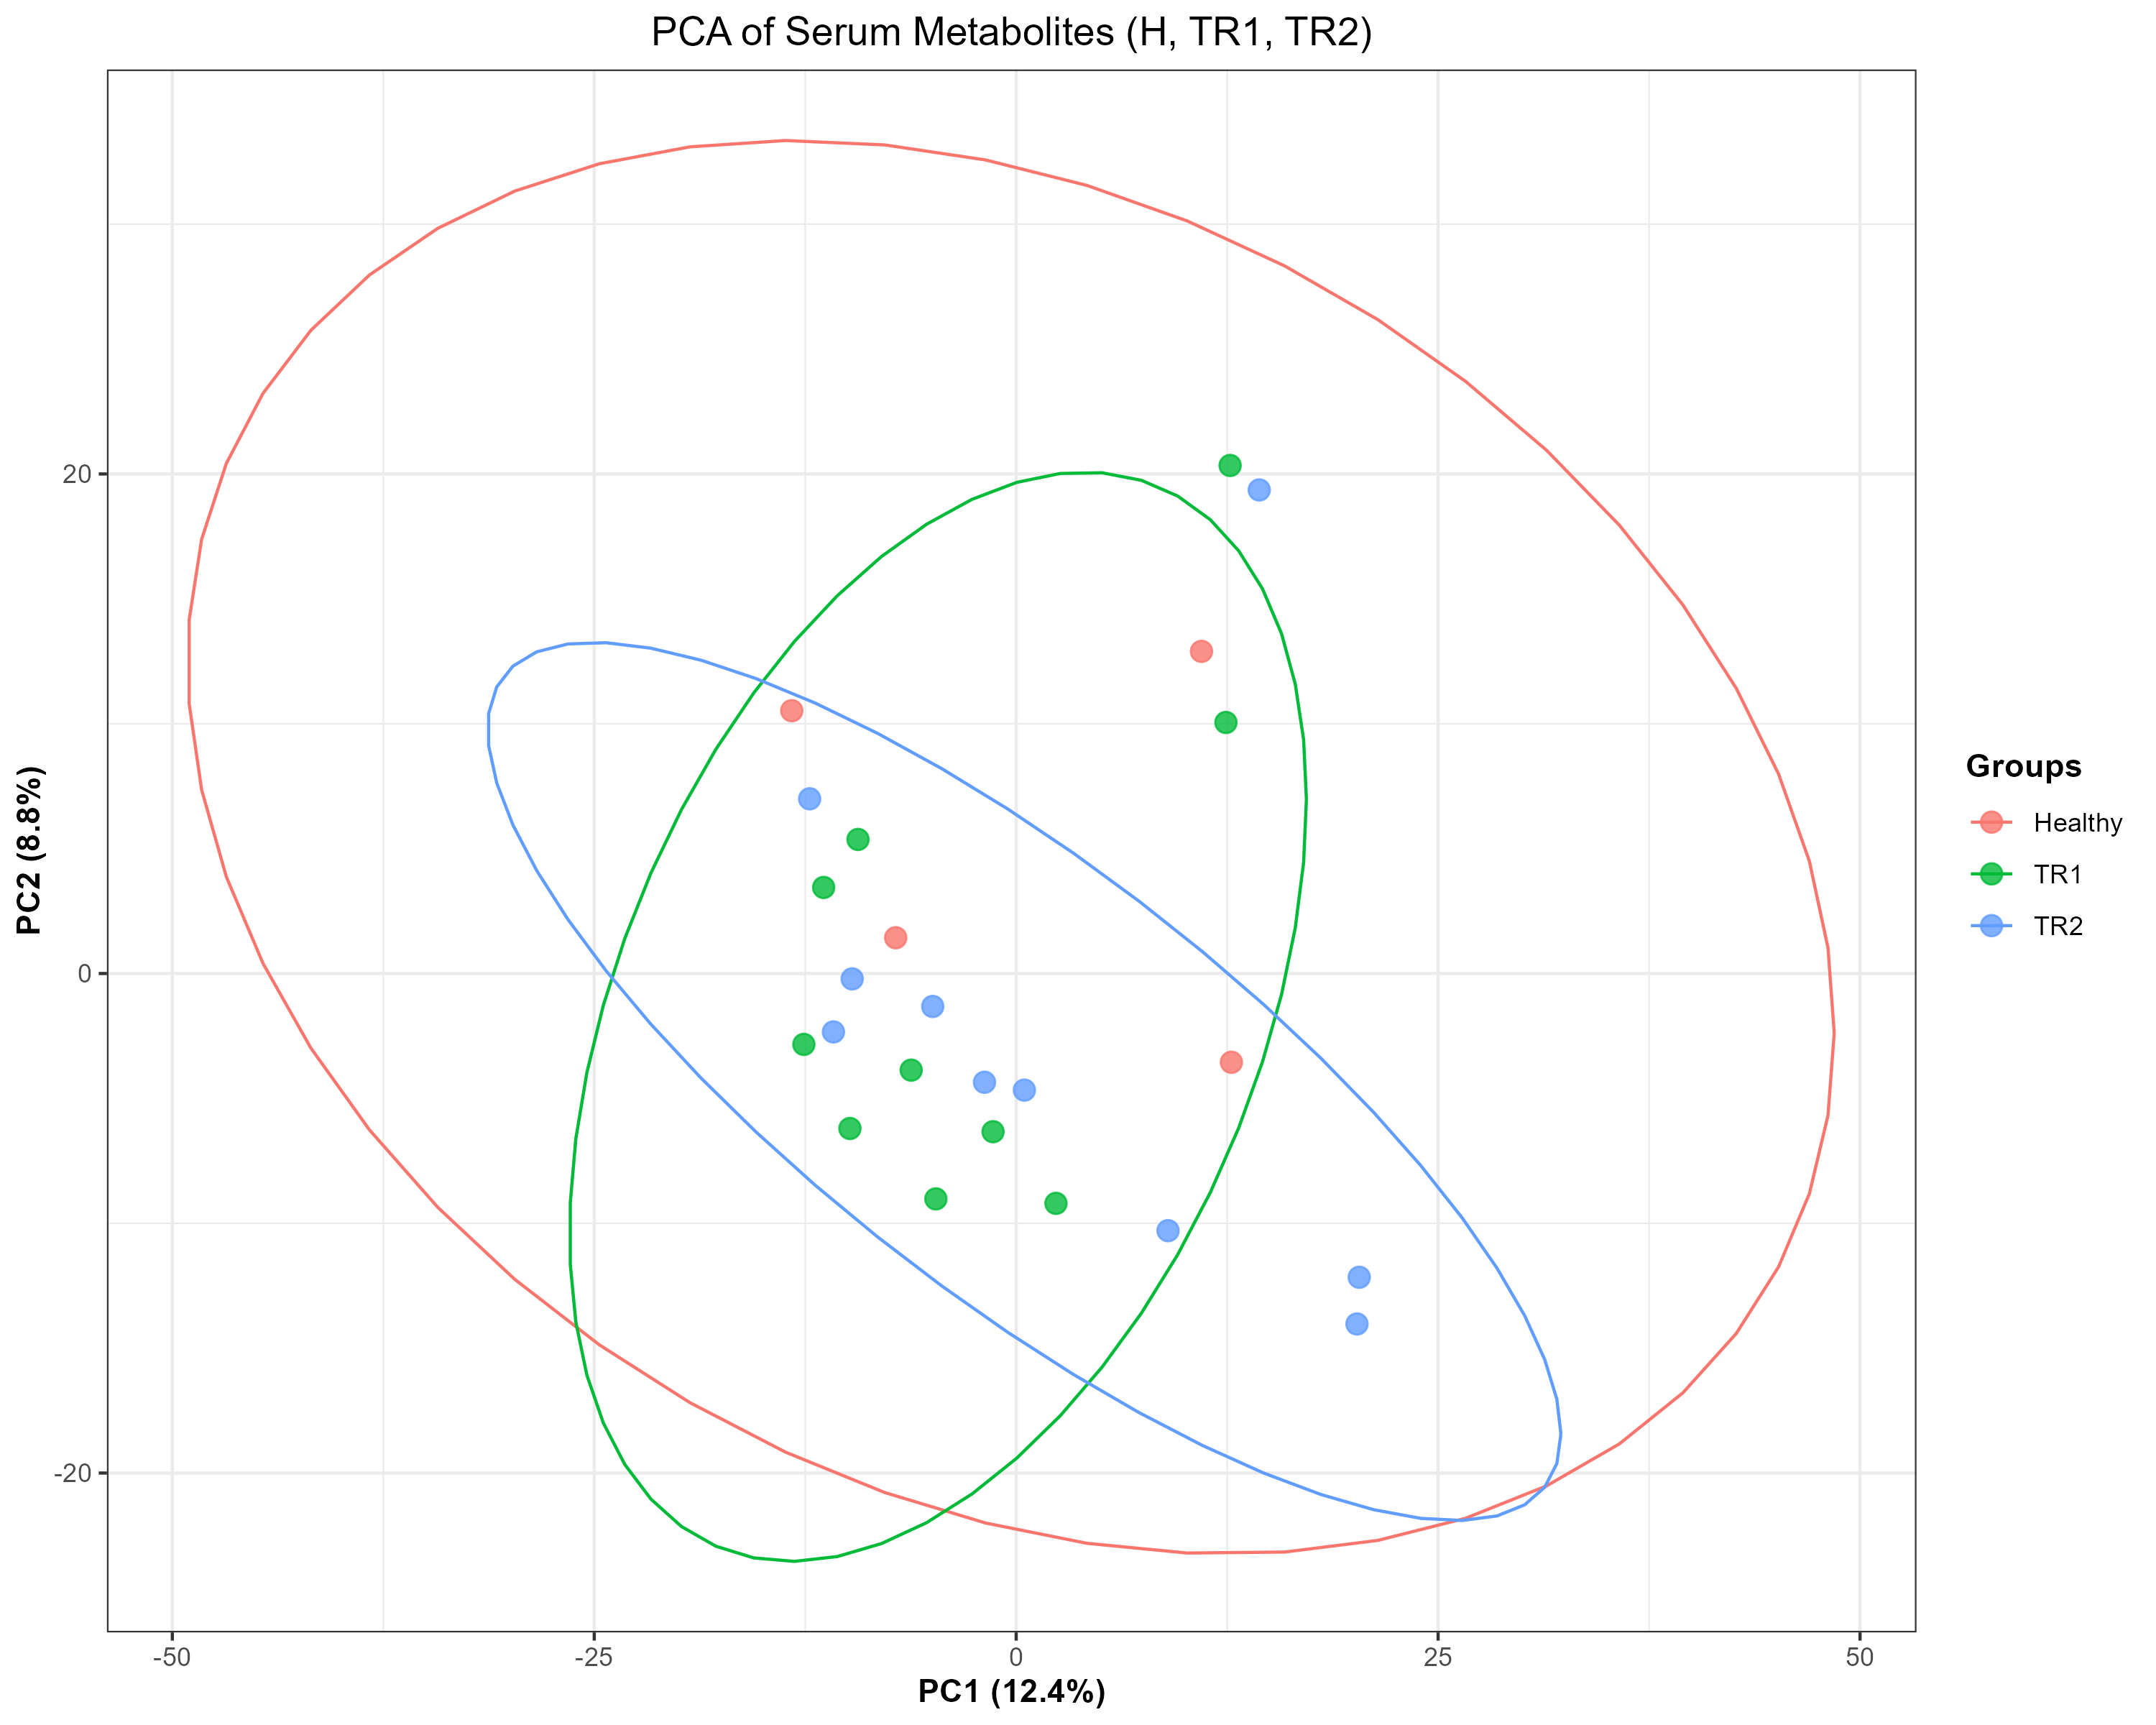 PCA of Serum Metabolites (H, TR1, TR2)
PC2 (8.8%)
20
0
-20
-50
-25
0
25
50
PC1 (12.4%)
Groups
Healthy
TR1
TR2